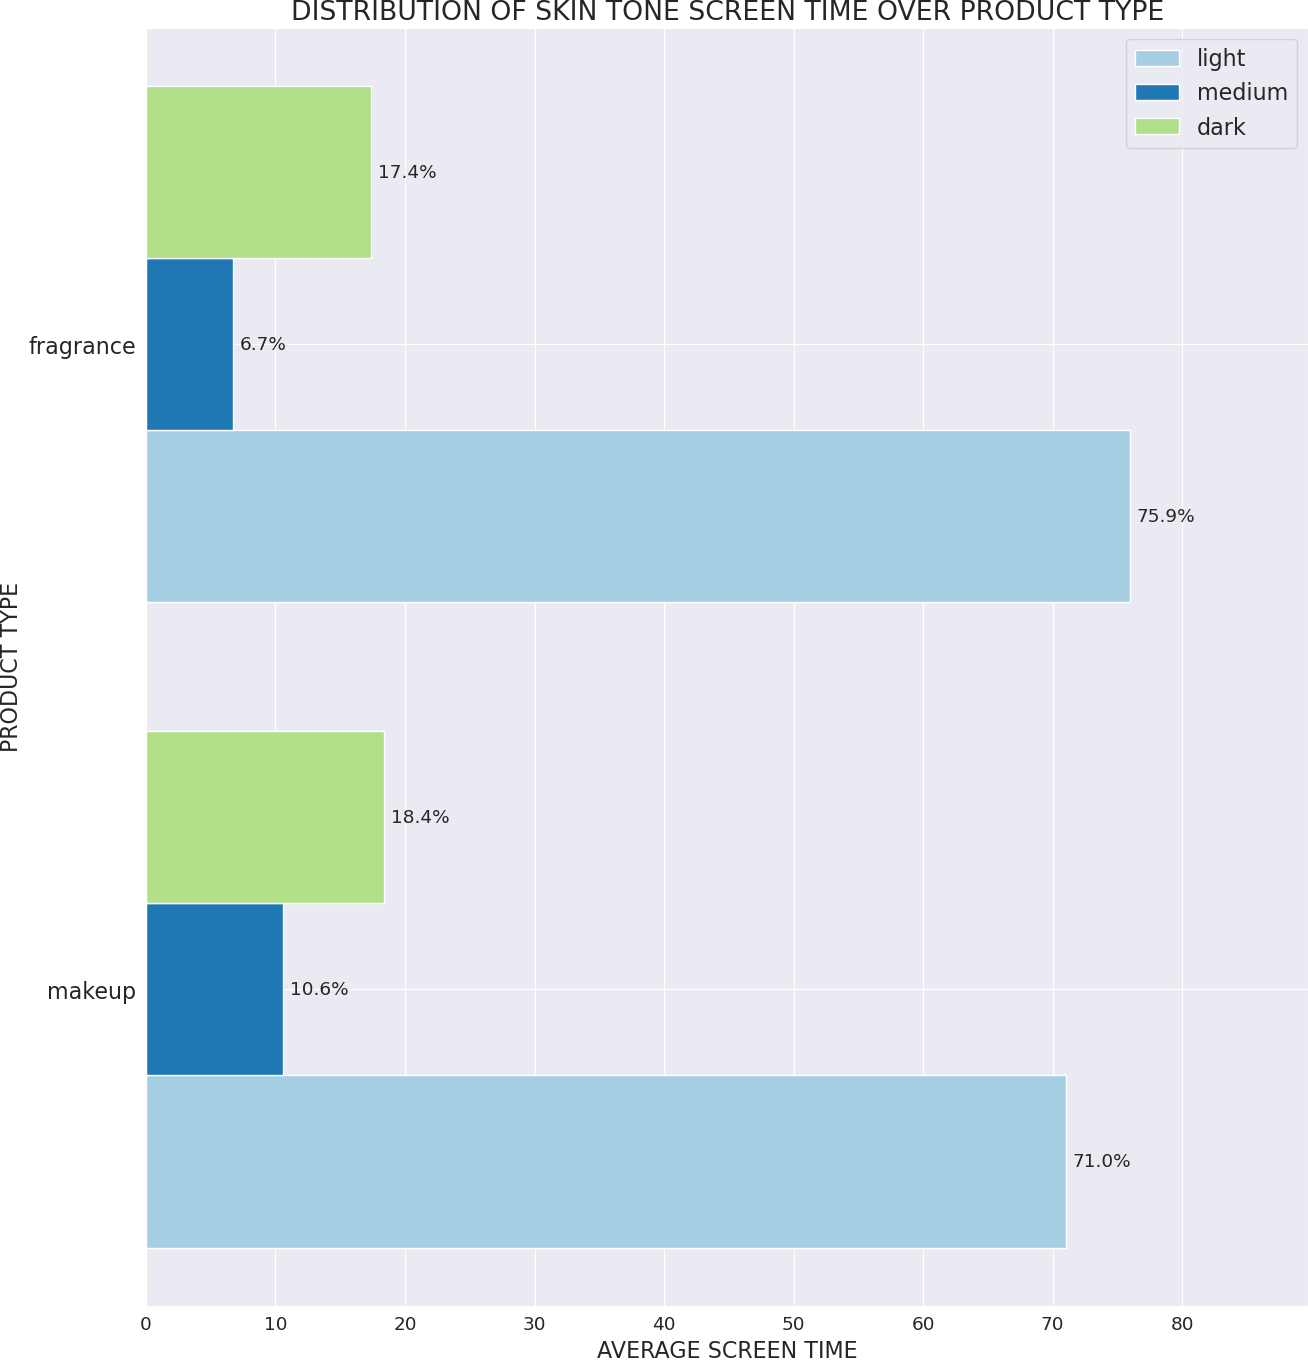 DISTRIBUTION OF SKIN TONE SCREEN TIME OVER PRODUCT TYPE
light
medium
dark
17.4%
fragrance
6.7%
75.9%
PRODUCT TYPE
18.4%
makeup
10.6%
71.0%
0 10 20 30 40 50 60 70 80
AVERAGE SCREEN TIME